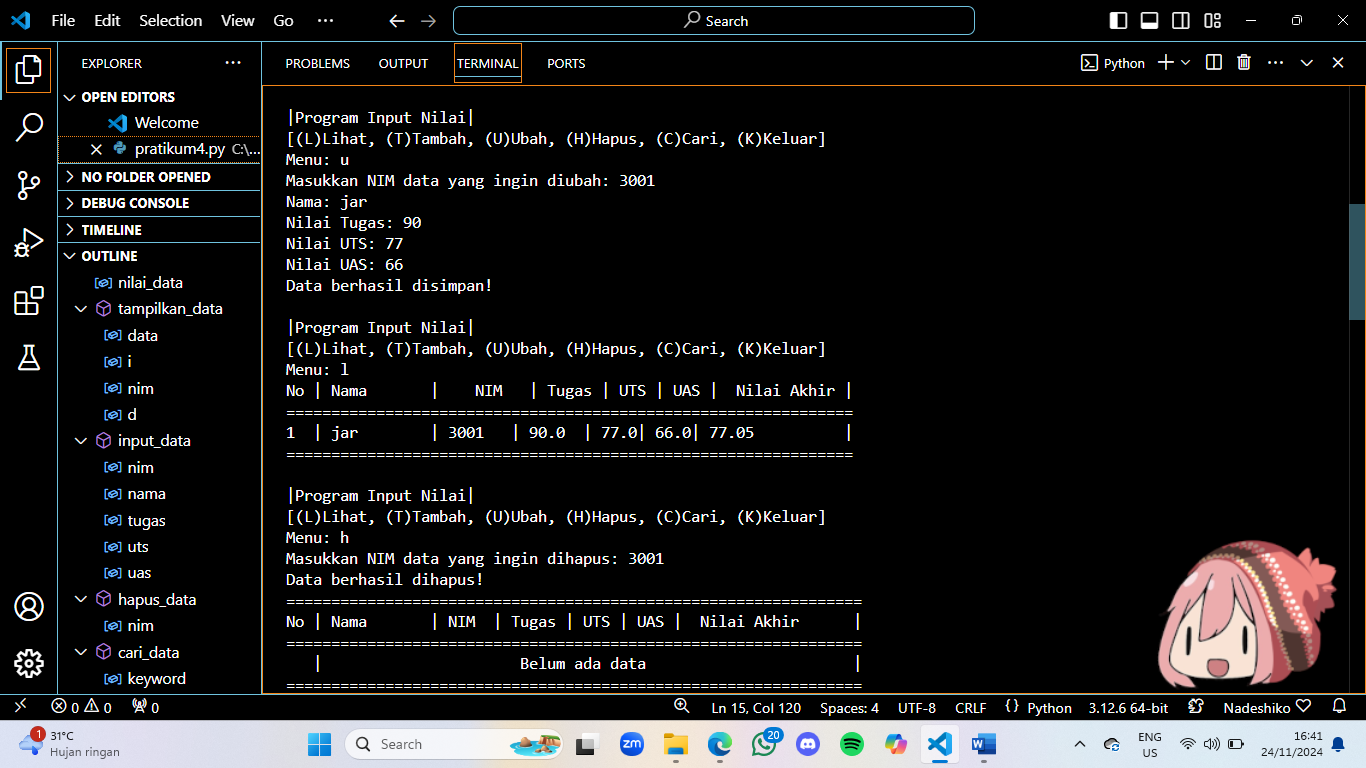 File Edit Selection View Go ··· Search
EXPLORER ···
OPEN EDITORS
Welcome
pratikum4.py C:\...
NO FOLDER OPENED
DEBUG CONSOLE
TIMELINE
OUTLINE
nilai_data
tampilkan_data
data
i
nim
d
input_data
nim
nama
tugas
uts
uas
hapus_data
nim
cari_data
keyword
PROBLEMS OUTPUT TERMINAL PORTS Python ···
|Program Input Nilai|
[(L)Lihat, (T)Tambah, (U)Ubah, (H)Hapus, (C)Cari, (K)Keluar]
Menu: u
Masukkan NIM data yang ingin diubah: 3001
Nama: jar
Nilai Tugas: 90
Nilai UTS: 77
Nilai UAS: 66
Data berhasil disimpan!
|Program Input Nilai|
[(L)Lihat, (T)Tambah, (U)Ubah, (H)Hapus, (C)Cari, (K)Keluar]
Menu: l
No | Nama       |    NIM   | Tugas | UTS | UAS |  Nilai Akhir |
===============================================================
1  | jar        | 3001   | 90.0  | 77.0| 66.0| 77.05          |
===============================================================
|Program Input Nilai|
[(L)Lihat, (T)Tambah, (U)Ubah, (H)Hapus, (C)Cari, (K)Keluar]
Menu: h
Masukkan NIM data yang ingin dihapus: 3001
Data berhasil dihapus!
================================================================
No | Nama       | NIM  | Tugas | UTS | UAS |  Nilai Akhir      |
================================================================
   |                      Belum ada data                       |
================================================================
0 0 0 Ln 15, Col 120 Spaces: 4 UTF-8 CRLF {} Python 3.12.6 64-bit Nadeshiko
1 31°C
Hujan ringan
Search
zm
20
W
ENG
US
16:41
24/11/2024